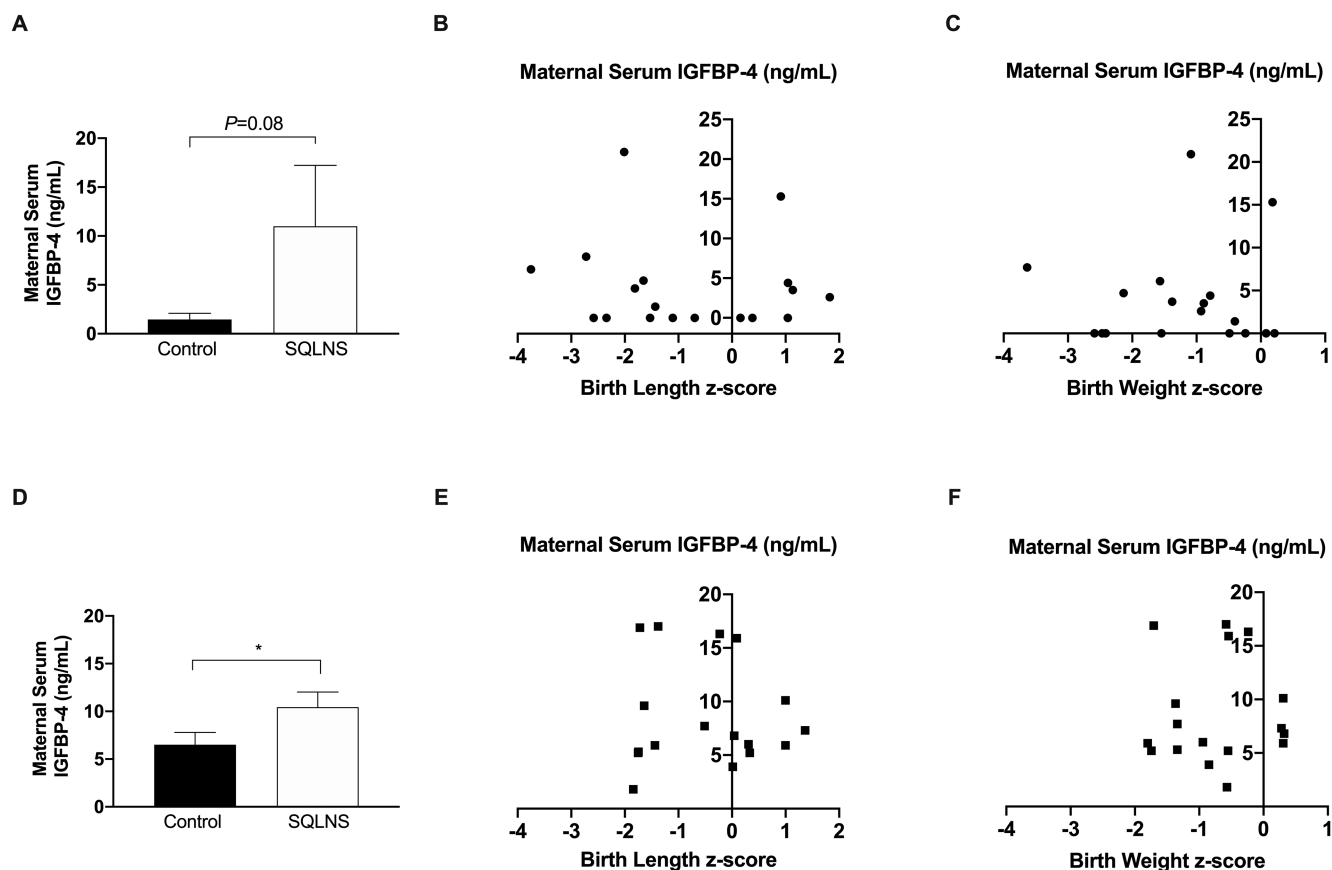 A
P=0.08
Maternal Serum
IGFBP-4 (ng/mL)
20
15
10
5
0
Control
SQLNS
B
Maternal Serum IGFBP-4 (ng/mL)
25
20
15
10
5
0
-4 -3 -2 -1 0 1 2
Birth Length z-score
C
Maternal Serum IGFBP-4 (ng/mL)
25
20
15
10
5
-4 -3 -2 -1 0 1
Birth Weight z-score
D
*
Maternal Serum
IGFBP-4 (ng/mL)
20
15
10
5
0
Control
SQLNS
E
Maternal Serum IGFBP-4 (ng/mL)
20
15
10
5
-4 -3 -2 -1 0 1 2
Birth Length z-score
F
Maternal Serum IGFBP-4 (ng/mL)
20
15
10
5
-4 -3 -2 -1 0 1
Birth Weight z-score